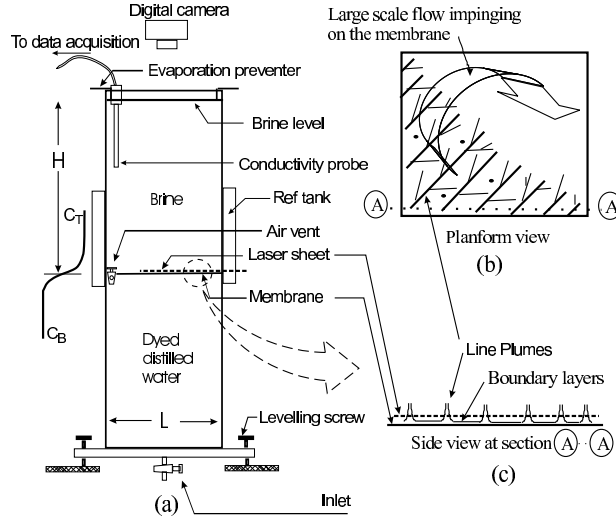 Digital camera
To data acquisition
Evaporation preventer
Brine level
H
Conductivity probe
Brine
Ref tank
C_T
Air vent
Laser sheet
Membrane
C_B
Dyed
distilled
water
L
Levelling screw
(a)
Inlet
Large scale flow impinging
on the membrane
A
A
Planform view
(b)
Line Plumes
Boundary layers
Side view at section A - A
(c)